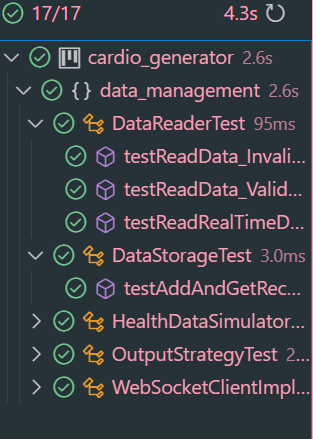 17/17 4.3s
cardio_generator 2.6s
{} data_management 2.6s
DataReaderTest 95ms
testReadData_Invali...
testReadData_Valid...
testReadRealTimeD...
DataStorageTest 3.0ms
testAddAndGetRec...
HealthDataSimulator...
OutputStrategyTest 2...
WebSocketClientImpl...